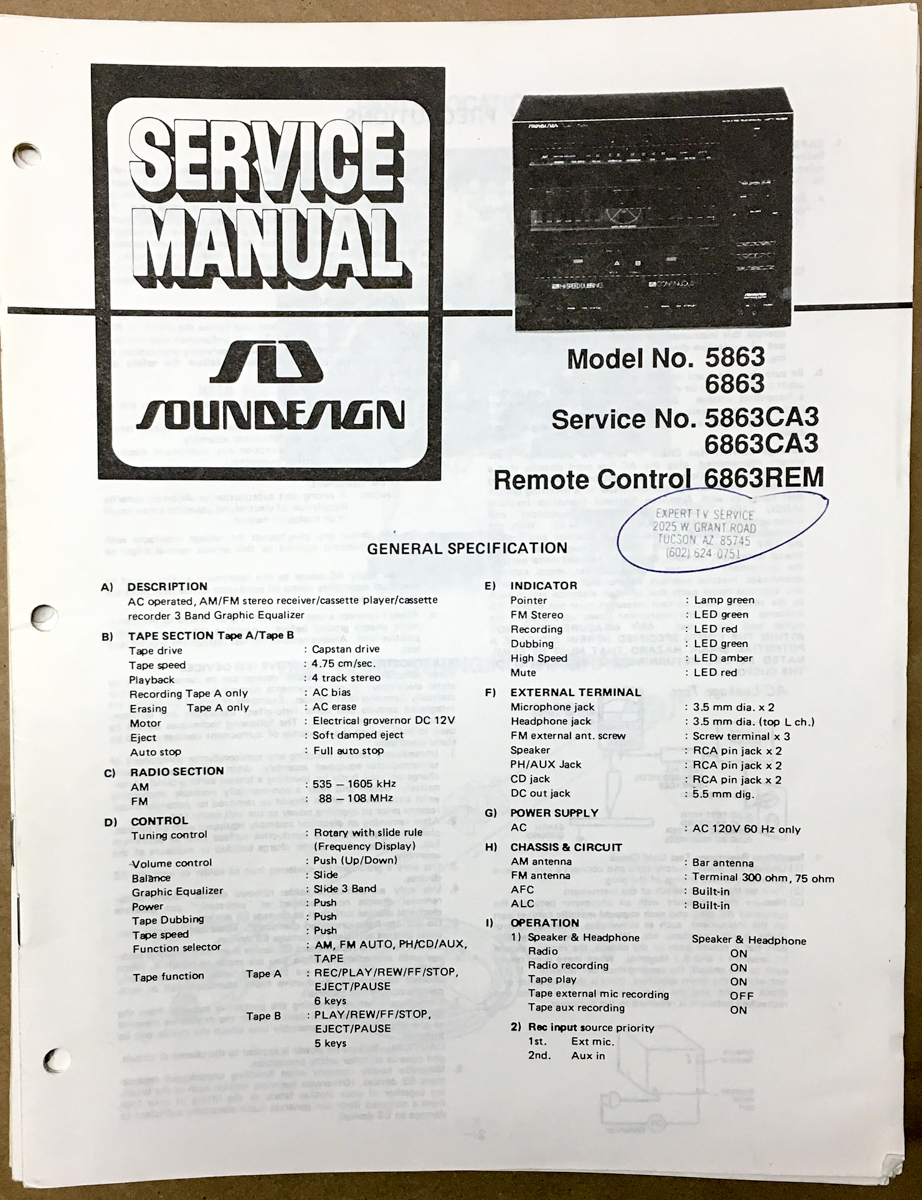 SERVICE
MANUAL
SOUNDESIGN
SOUNDESIGN
HI-SPEED DUBBING
CONTINUOUS
Model No. 5863
6863
Service No. 5863CA3
6863CA3
Remote Control 6863REM
EXPERT TV SERVICE
2025 W GRANT ROAD
TUCSON AZ 85745
(602) 624-0751
GENERAL SPECIFICATION
A) DESCRIPTION
AC operated, AM/FM stereo receiver/cassette player/cassette
recorder 3 Band Graphic Equalizer
B) TAPE SECTION Tape A/Tape B
Tape drive : Capstan drive
Tape speed : 4.75 cm/sec.
Playback : 4 track stereo
Recording Tape A only : AC bias
Erasing Tape A only : AC erase
Motor : Electrical grovernor DC 12V
Eject : Soft damped eject
Auto stop : Full auto stop
C) RADIO SECTION
AM : 535 – 1605 kHz
FM : 88 – 108 MHz
D) CONTROL
Tuning control : Rotary with slide rule
(Frequency Display)
Volume control : Push (Up/Down)
Balance : Slide
Graphic Equalizer : Slide 3 Band
Power : Push
Tape Dubbing : Push
Tape speed : Push
Function selector : AM, FM AUTO, PH/CD/AUX,
TAPE
Tape function Tape A : REC/PLAY/REW/FF/STOP,
EJECT/PAUSE
6 keys
Tape B : PLAY/REW/FF/STOP,
EJECT/PAUSE
5 keys
E) INDICATOR
Pointer : Lamp green
FM Stereo : LED green
Recording : LED red
Dubbing : LED green
High Speed : LED amber
Mute : LED red
F) EXTERNAL TERMINAL
Microphone jack : 3.5 mm dia. x 2
Headphone jack : 3.5 mm dia. (top L ch.)
FM external ant. screw : Screw terminal x 3
Speaker : RCA pin jack x 2
PH/AUX Jack : RCA pin jack x 2
CD jack : RCA pin jack x 2
DC out jack : 5.5 mm dig.
G) POWER SUPPLY
AC : AC 120V 60 Hz only
H) CHASSIS & CIRCUIT
AM antenna : Bar antenna
FM antenna : Terminal 300 ohm, 75 ohm
AFC : Built-in
ALC : Built-in
I) OPERATION
1) Speaker & Headphone Speaker & Headphone
Radio ON
Radio recording ON
Tape play ON
Tape external mic recording OFF
Tape aux recording ON
2) Rec input source priority
1st. Ext mic.
2nd. Aux in